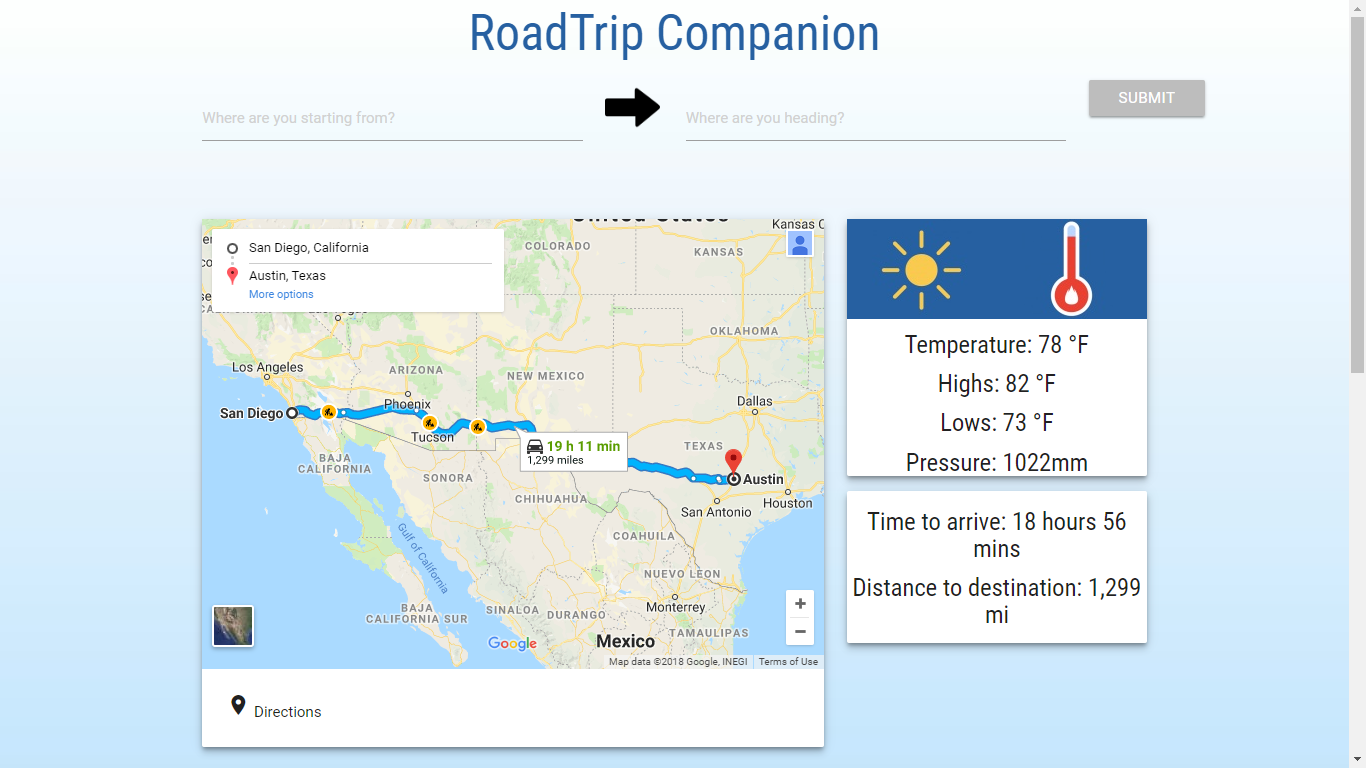 RoadTrip Companion
Where are you starting from?
Where are you heading?
SUBMIT
San Diego, California
Austin, Texas
More options
United States
Kansas C
COLORADO
KANSAS
OKLAHOMA
Los Angeles
ARIZONA
NEW MEXICO
Phoenix
Dallas
San Diego
Tucson
TEXAS
19 h 11 min
1,299 miles
BAJA
CALIFORNIA
SONORA
Austin
CHIHUAHUA
Houston
San Antonio
Gulf of California
COAHUILA
NUEVO LEON
BAJA
CALIFORNIA SUR
SINALOA
DURANGO
Monterrey
TAMAULIPAS
Google
Mexico
Map data ©2018 Google, INEGI
Terms of Use
Directions
Temperature: 78 °F
Highs: 82 °F
Lows: 73 °F
Pressure: 1022mm
Time to arrive: 18 hours 56
mins
Distance to destination: 1,299
mi